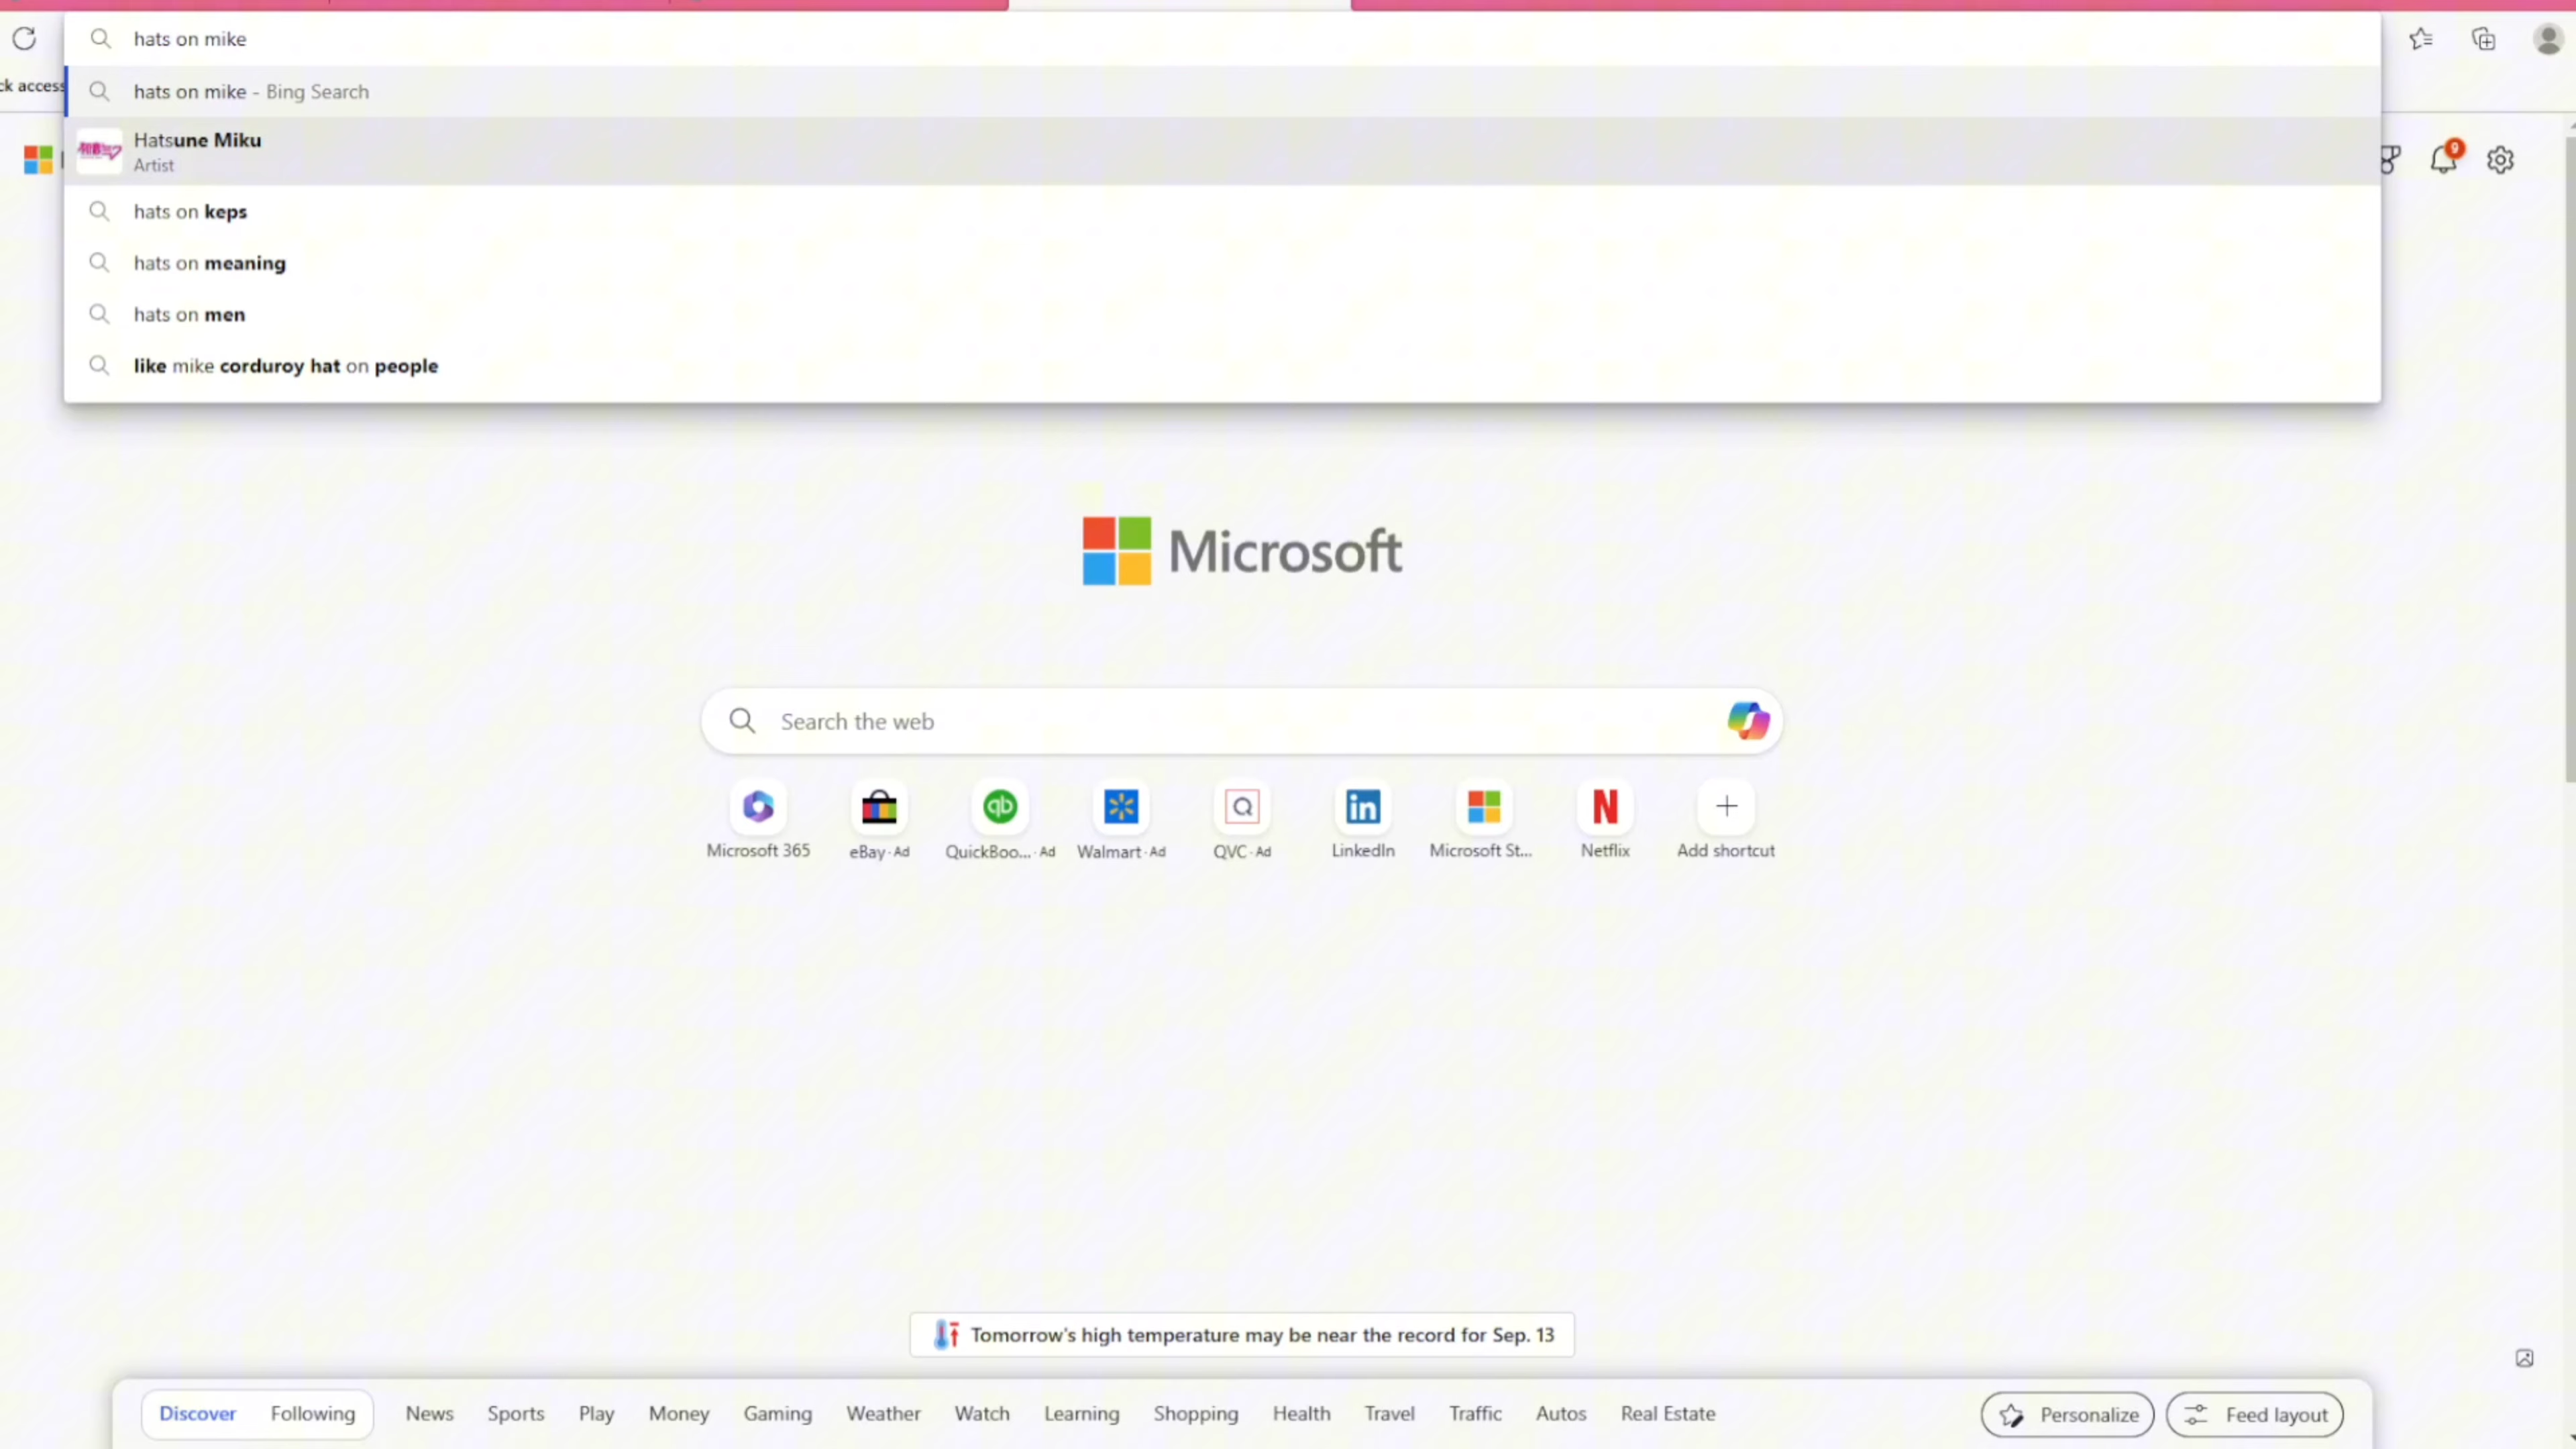 hats on mike
ck access
hats on mike - Bing Search
Hatsune Miku
Artist
9
hats on keps
hats on meaning
hats on men
like mike corduroy hat on people
Microsoft
Search the web
Microsoft 365
eBay · Ad
QuickBoo... · Ad
Walmart · Ad
QVC · Ad
LinkedIn
Microsoft St...
Netflix
Add shortcut
Tomorrow's high temperature may be near the record for Sep. 13
Discover Following News Sports Play Money Gaming Weather Watch Learning Shopping Health Travel Traffic Autos Real Estate Personalize Feed layout